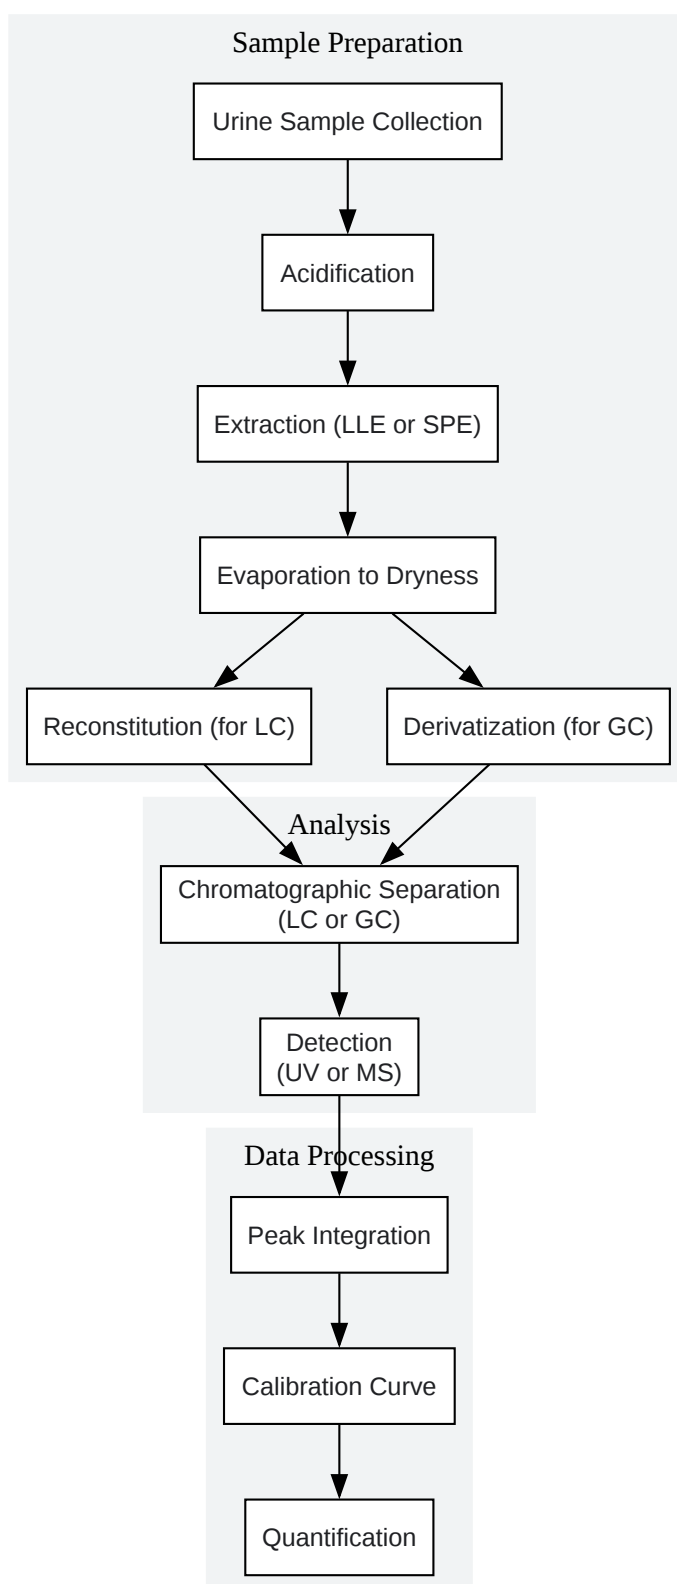 Sample Preparation
Urine Sample Collection
Acidification
Extraction (LLE or SPE)
Evaporation to Dryness
Reconstitution (for LC)
Derivatization (for GC)
Analysis
Chromatographic Separation
(LC or GC)
Detection
(UV or MS)
Data Processing
Peak Integration
Calibration Curve
Quantification